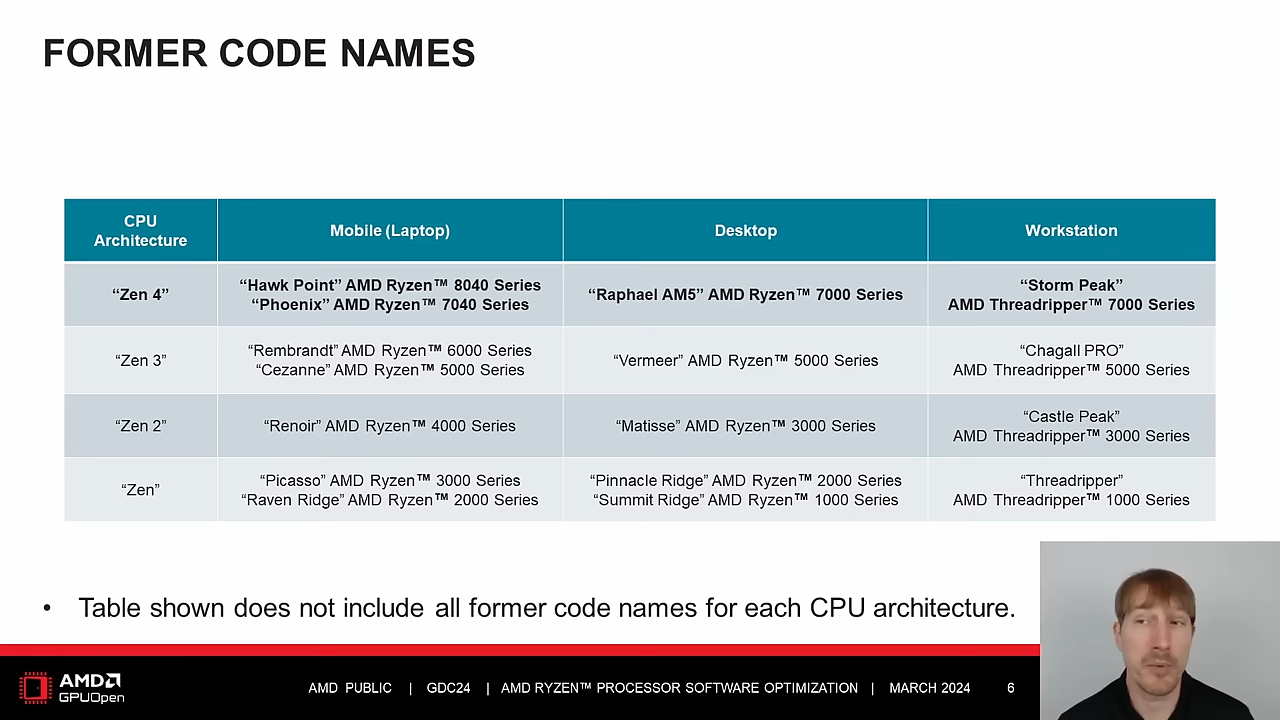 FORMER CODE NAMES
CPU
Architecture
Mobile (Laptop)
Desktop
Workstation
“Zen 4”
“Hawk Point” AMD Ryzen™ 8040 Series
“Phoenix” AMD Ryzen™ 7040 Series
“Raphael AM5” AMD Ryzen™ 7000 Series
“Storm Peak”
AMD Threadripper™ 7000 Series
“Zen 3”
“Rembrandt” AMD Ryzen™ 6000 Series
“Cezanne” AMD Ryzen™ 5000 Series
“Vermeer” AMD Ryzen™ 5000 Series
“Chagall PRO”
AMD Threadripper™ 5000 Series
“Zen 2”
“Renoir” AMD Ryzen™ 4000 Series
“Matisse” AMD Ryzen™ 3000 Series
“Castle Peak”
AMD Threadripper™ 3000 Series
“Zen”
“Picasso” AMD Ryzen™ 3000 Series
“Raven Ridge” AMD Ryzen™ 2000 Series
“Pinnacle Ridge” AMD Ryzen™ 2000 Series
“Summit Ridge” AMD Ryzen™ 1000 Series
“Threadripper”
AMD Threadripper™ 1000 Series
• Table shown does not include all former code names for each CPU architecture.
AMD
GPUOpen
AMD PUBLIC | GDC24 | AMD RYZEN™ PROCESSOR SOFTWARE OPTIMIZATION | MARCH 2024 6